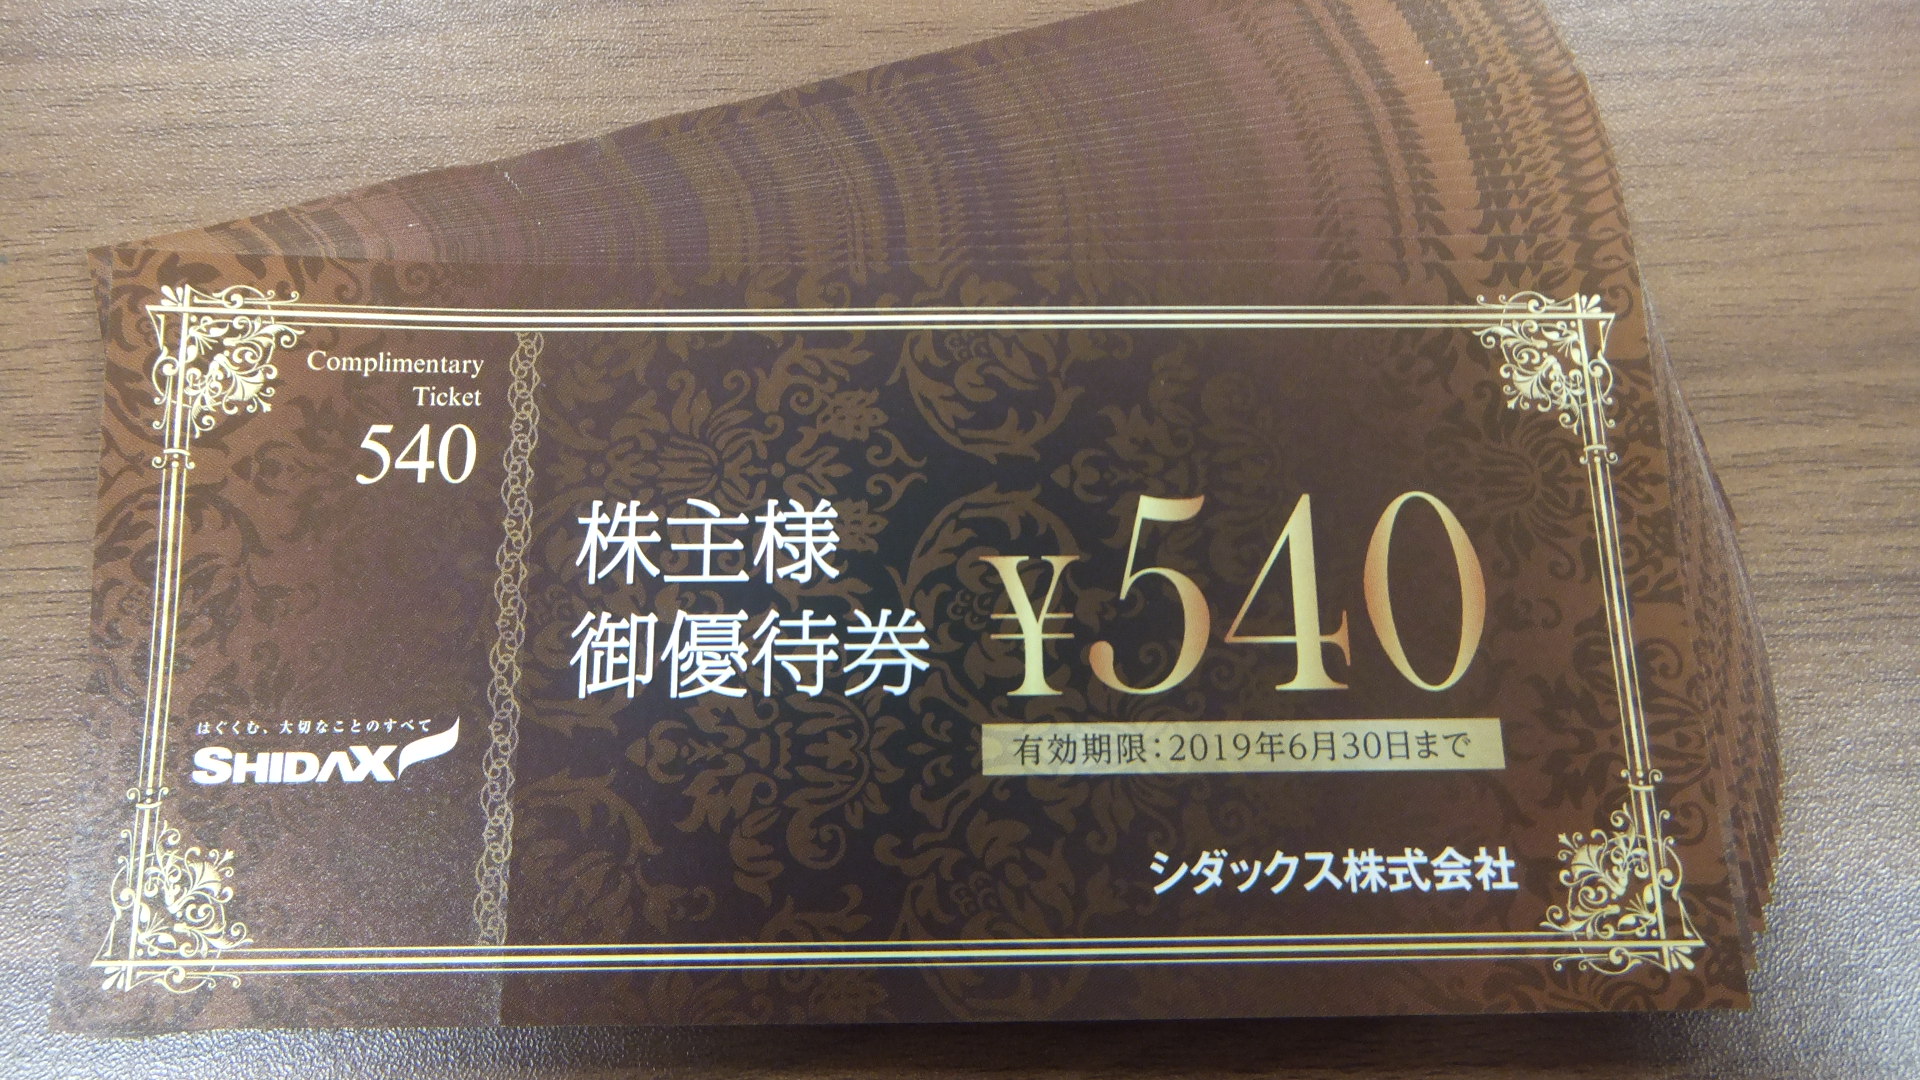 Complimentary
Ticket
540
株主様
御優待券
¥540
有効期限：2019年6月30日まで
はぐくむ、大切なことのすべて
SHIDAX
シダックス株式会社